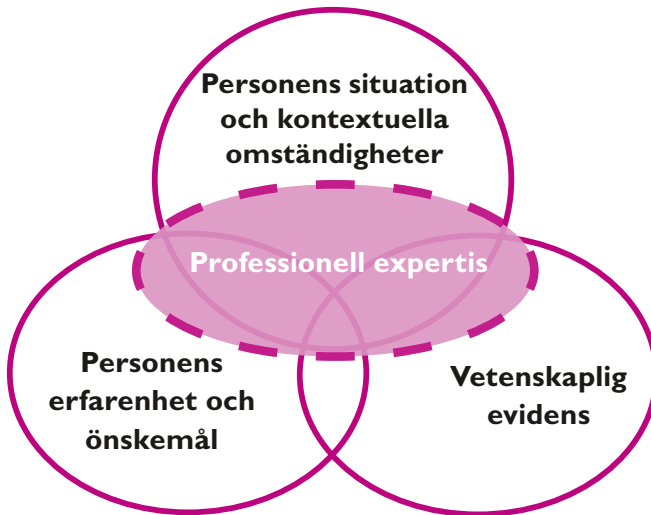 Personens situation
och kontextuella
omständigheter
Professionell expertis
Personens
erfarenhet och
önskemål
Vetenskaplig
evidens